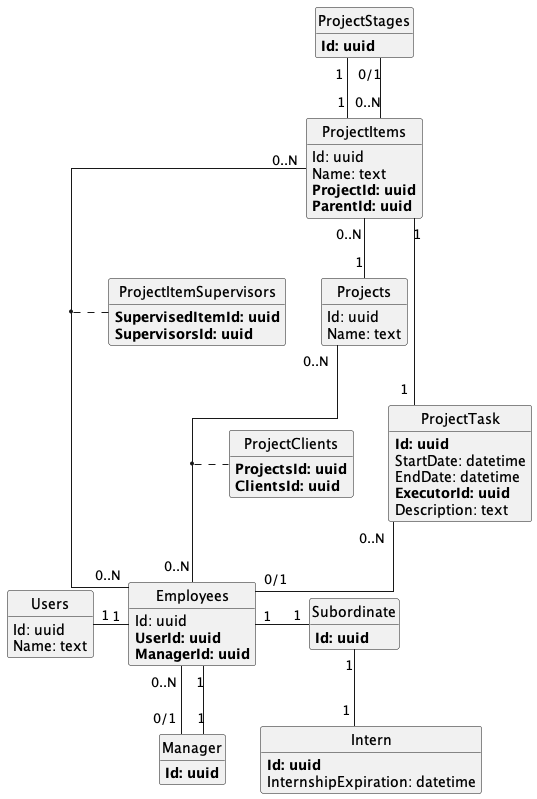 ProjectStages
Id: uuid
1
0/1
1
0..N
ProjectItems
Id: uuid
Name: text
ProjectId: uuid
ParentId: uuid
0..N
0..N
1
1
ProjectItemSupervisors
SupervisedItemId: uuid
SupervisorsId: uuid
Projects
Id: uuid
Name: text
0..N
1
ProjectTask
Id: uuid
StartDate: datetime
EndDate: datetime
ExecutorId: uuid
Description: text
ProjectClients
ProjectsId: uuid
ClientsId: uuid
0..N
0..N
0..N
0/1
Users
Id: uuid
Name: text
1
1
Employees
Id: uuid
UserId: uuid
ManagerId: uuid
1
1
Subordinate
Id: uuid
0..N
1
1
0/1
1
1
Manager
Id: uuid
Intern
Id: uuid
InternshipExpiration: datetime